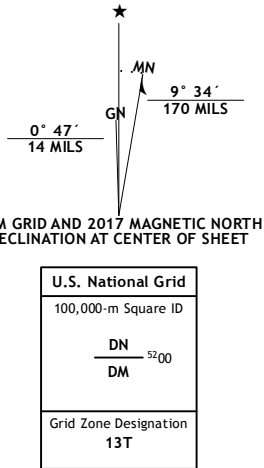 ★
MN
GN
9° 34´
170 MILS
0° 47´
14 MILS
M GRID AND 2017 MAGNETIC NORTH
ECLINATION AT CENTER OF SHEET
U.S. National Grid
100,000-m Square ID
DN
⁵²00
DM
Grid Zone Designation
13T